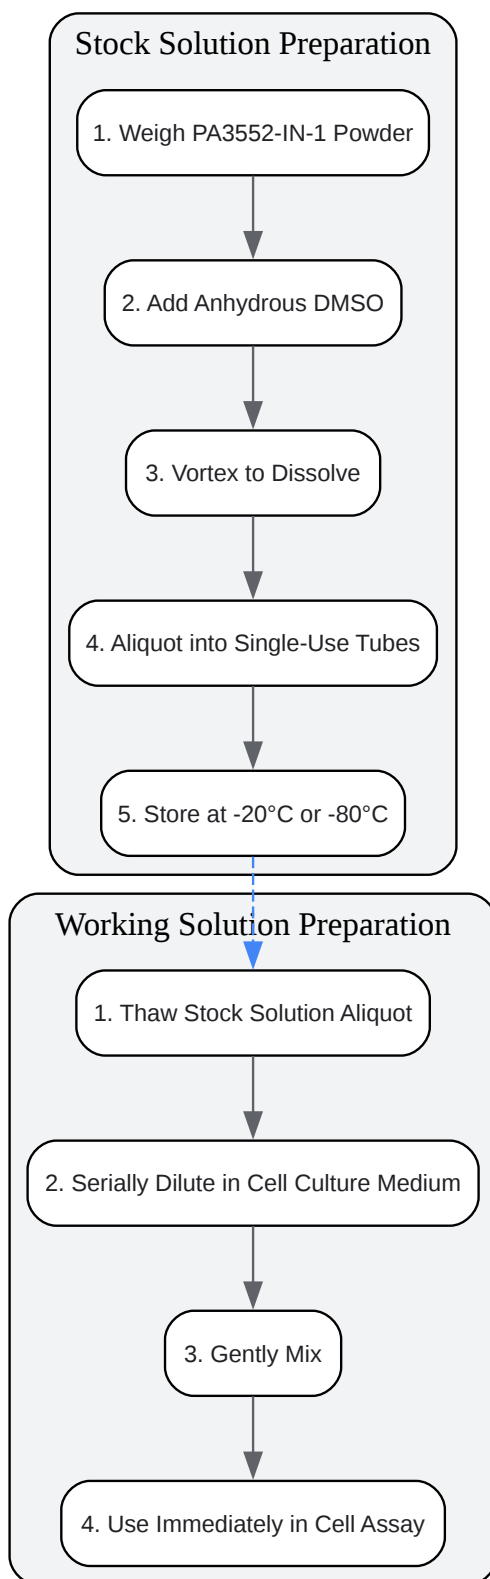 Stock Solution Preparation
1. Weigh PA3552-IN-1 Powder
2. Add Anhydrous DMSO
3. Vortex to Dissolve
4. Aliquot into Single-Use Tubes
5. Store at -20°C or -80°C
Working Solution Preparation
1. Thaw Stock Solution Aliquot
2. Serially Dilute in Cell Culture Medium
3. Gently Mix
4. Use Immediately in Cell Assay